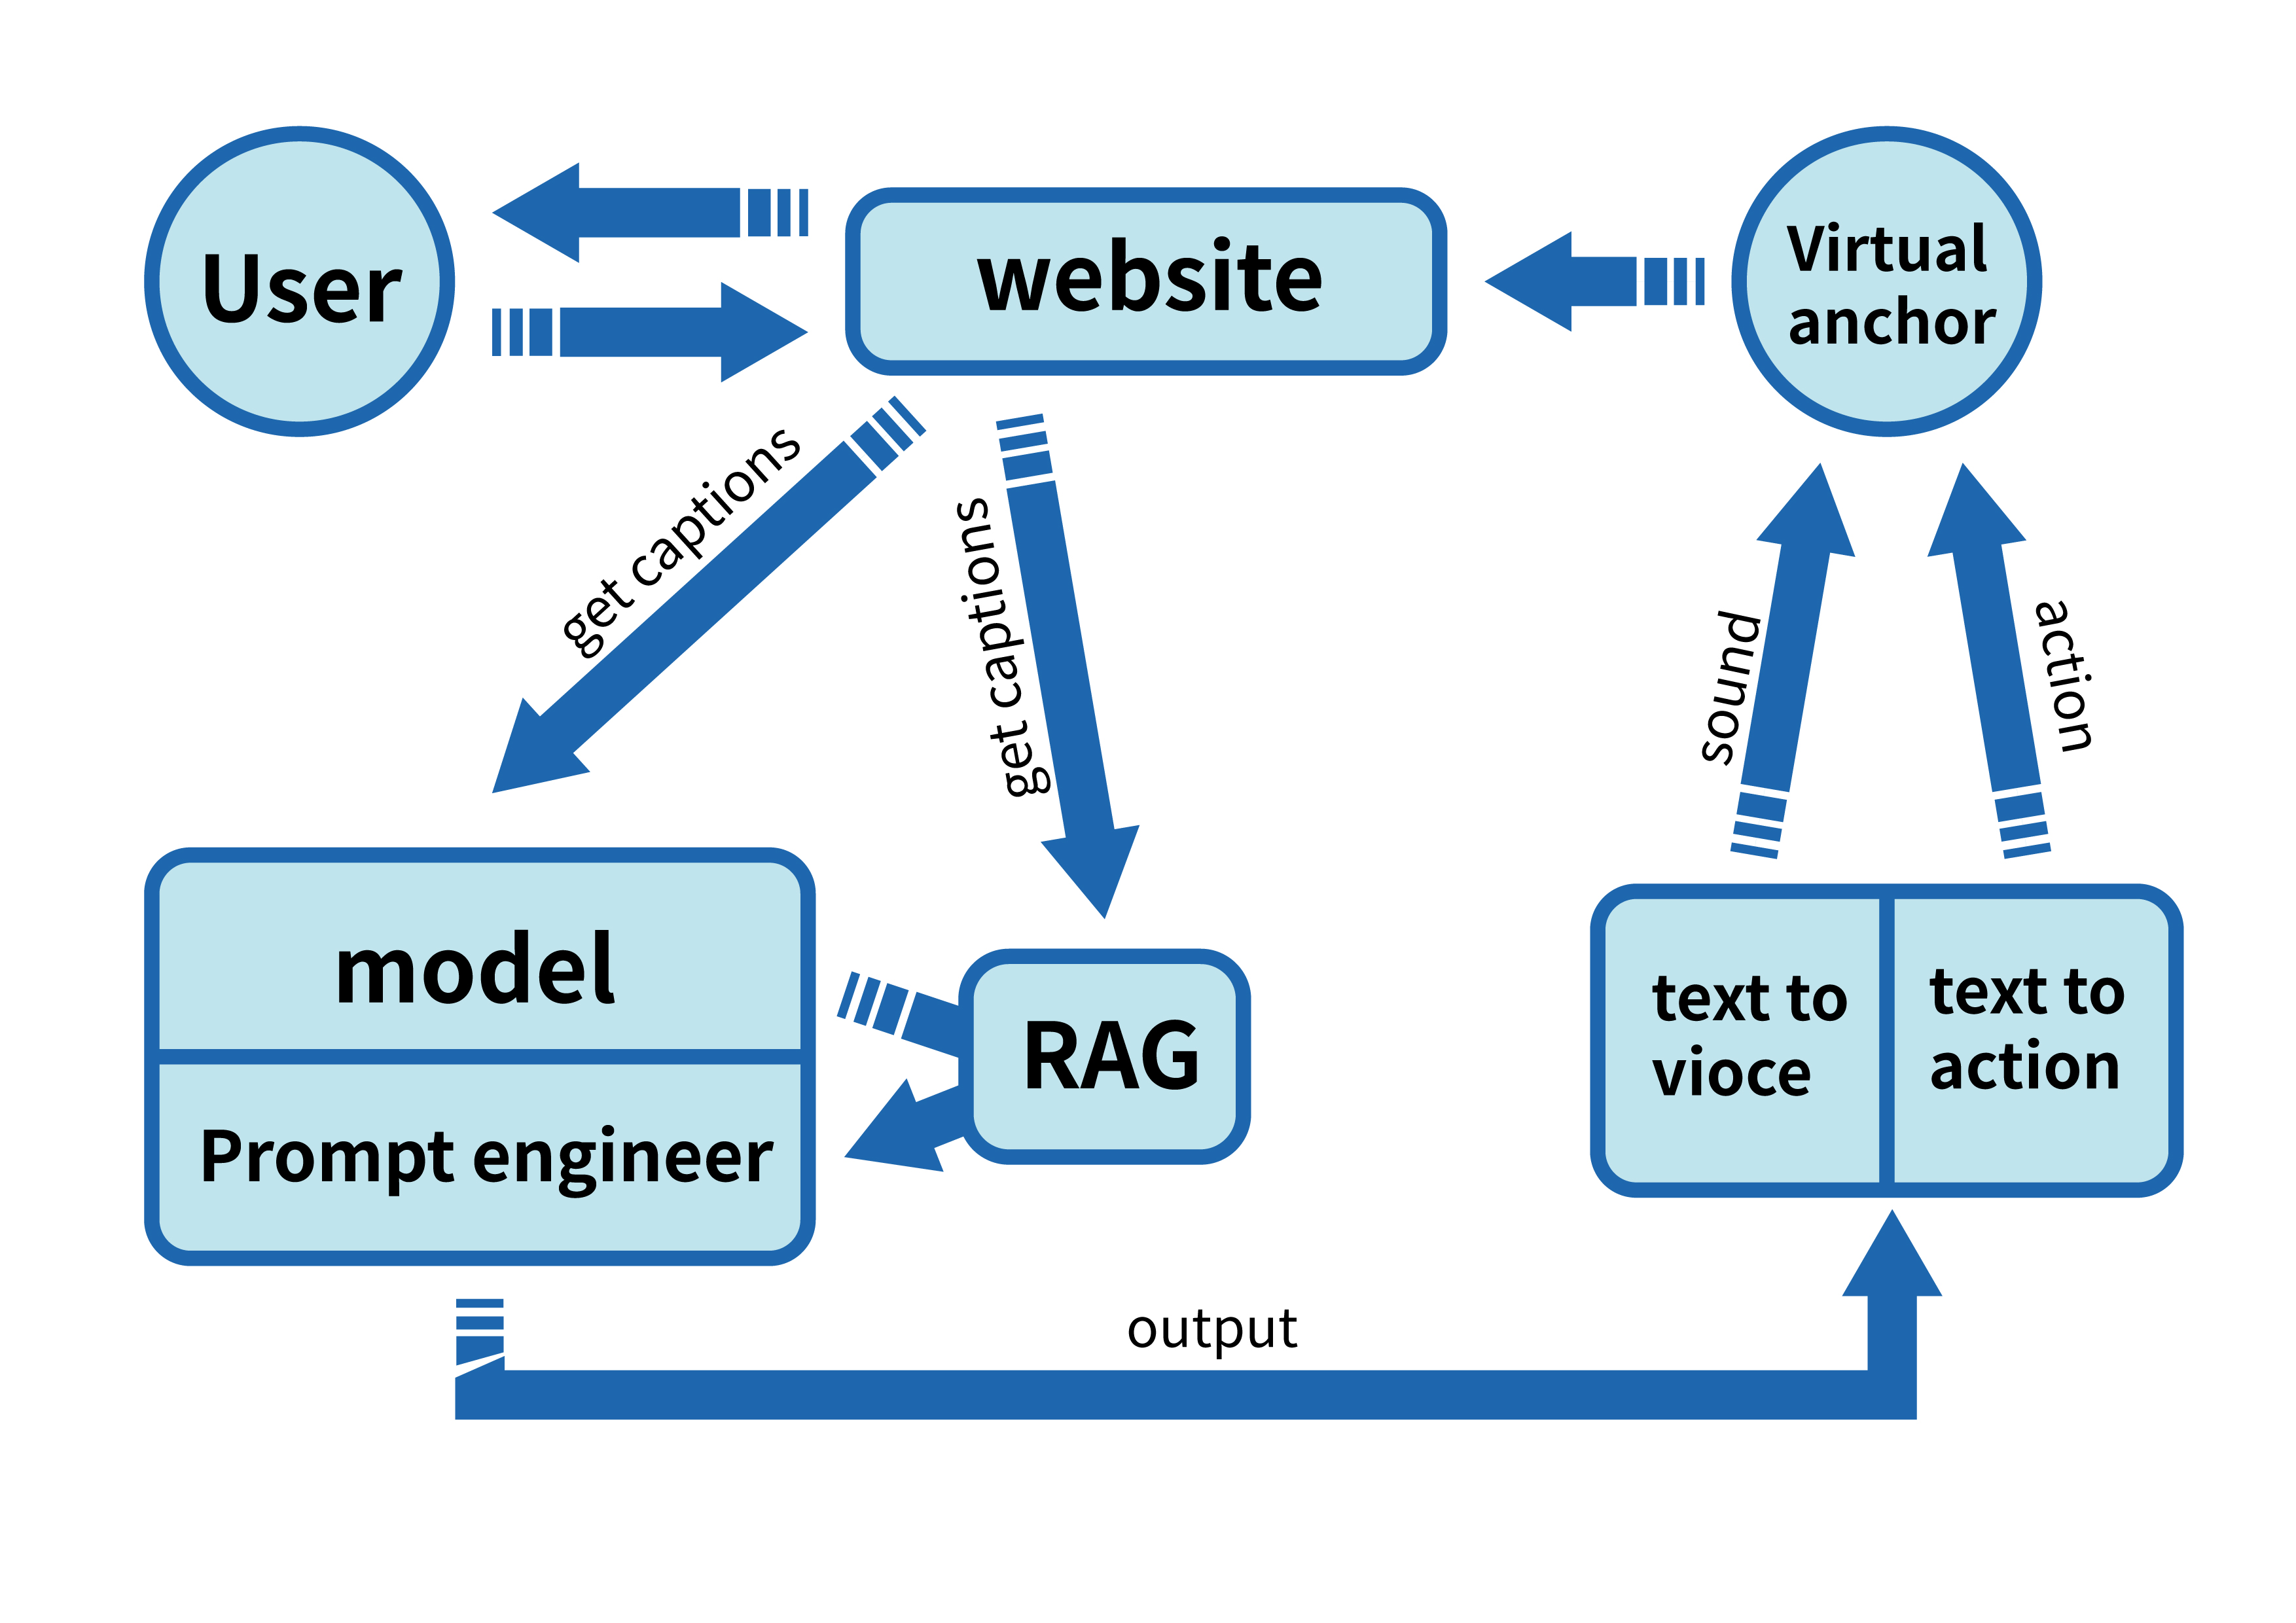 User
website
Virtual
anchor
get captions
get captions
sound
action
model
Prompt engineer
RAG
text to
vioce
text to
action
output